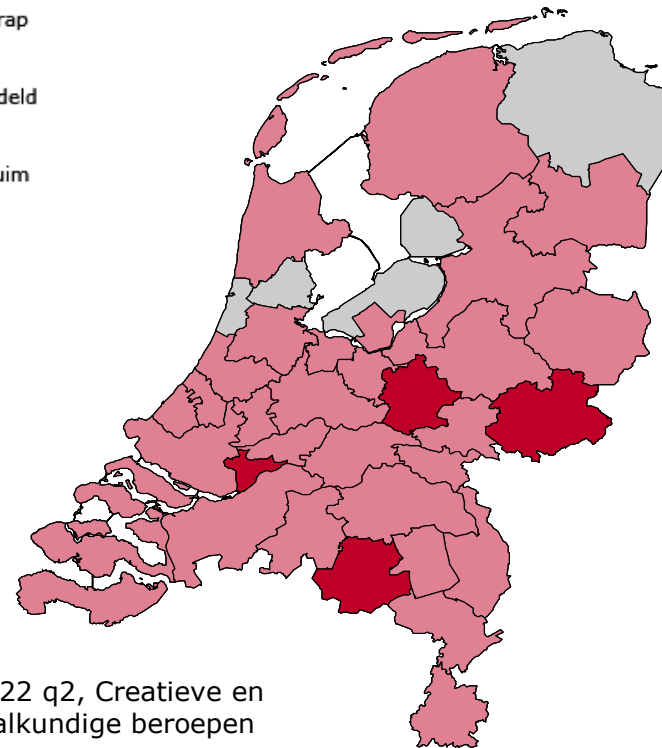 rap
deld
uim
22 q2, Creatieve en
alkundige beroepen